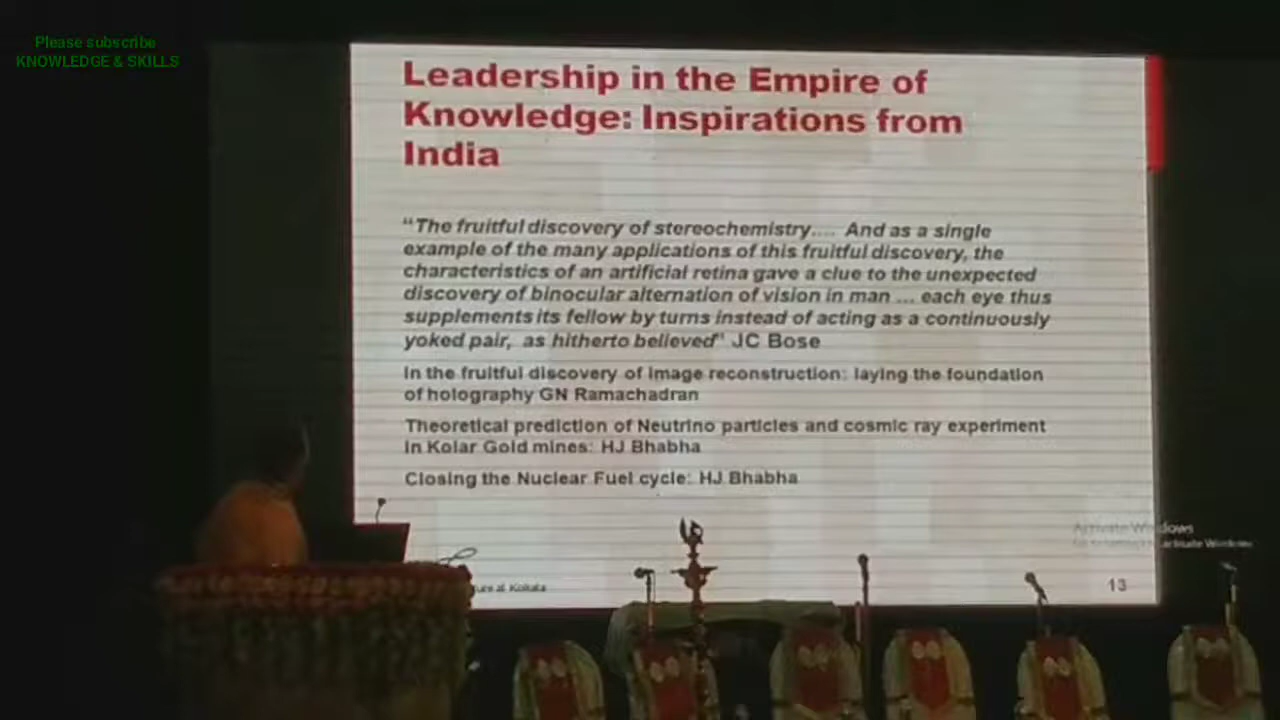 Please subscribe
KNOWLEDGE & SKILLS
Leadership in the Empire of
Knowledge: Inspirations from
India
“The fruitful discovery of stereochemistry.... And as a single
example of the many applications of this fruitful discovery, the
characteristics of an artificial retina gave a clue to the unexpected
discovery of binocular alternation of vision in man ... each eye thus
supplements its fellow by turns instead of acting as a continuously
yoked pair, as hitherto believed" JC Bose
In the fruitful discovery of image reconstruction: laying the foundation
of holography GN Ramachadran
Theoretical prediction of Neutrino particles and cosmic ray experiment
in Kolar Gold mines: HJ Bhabha
Closing the Nuclear Fuel cycle: HJ Bhabha
Activate Windows
Activate Windows
at Kolkata
13